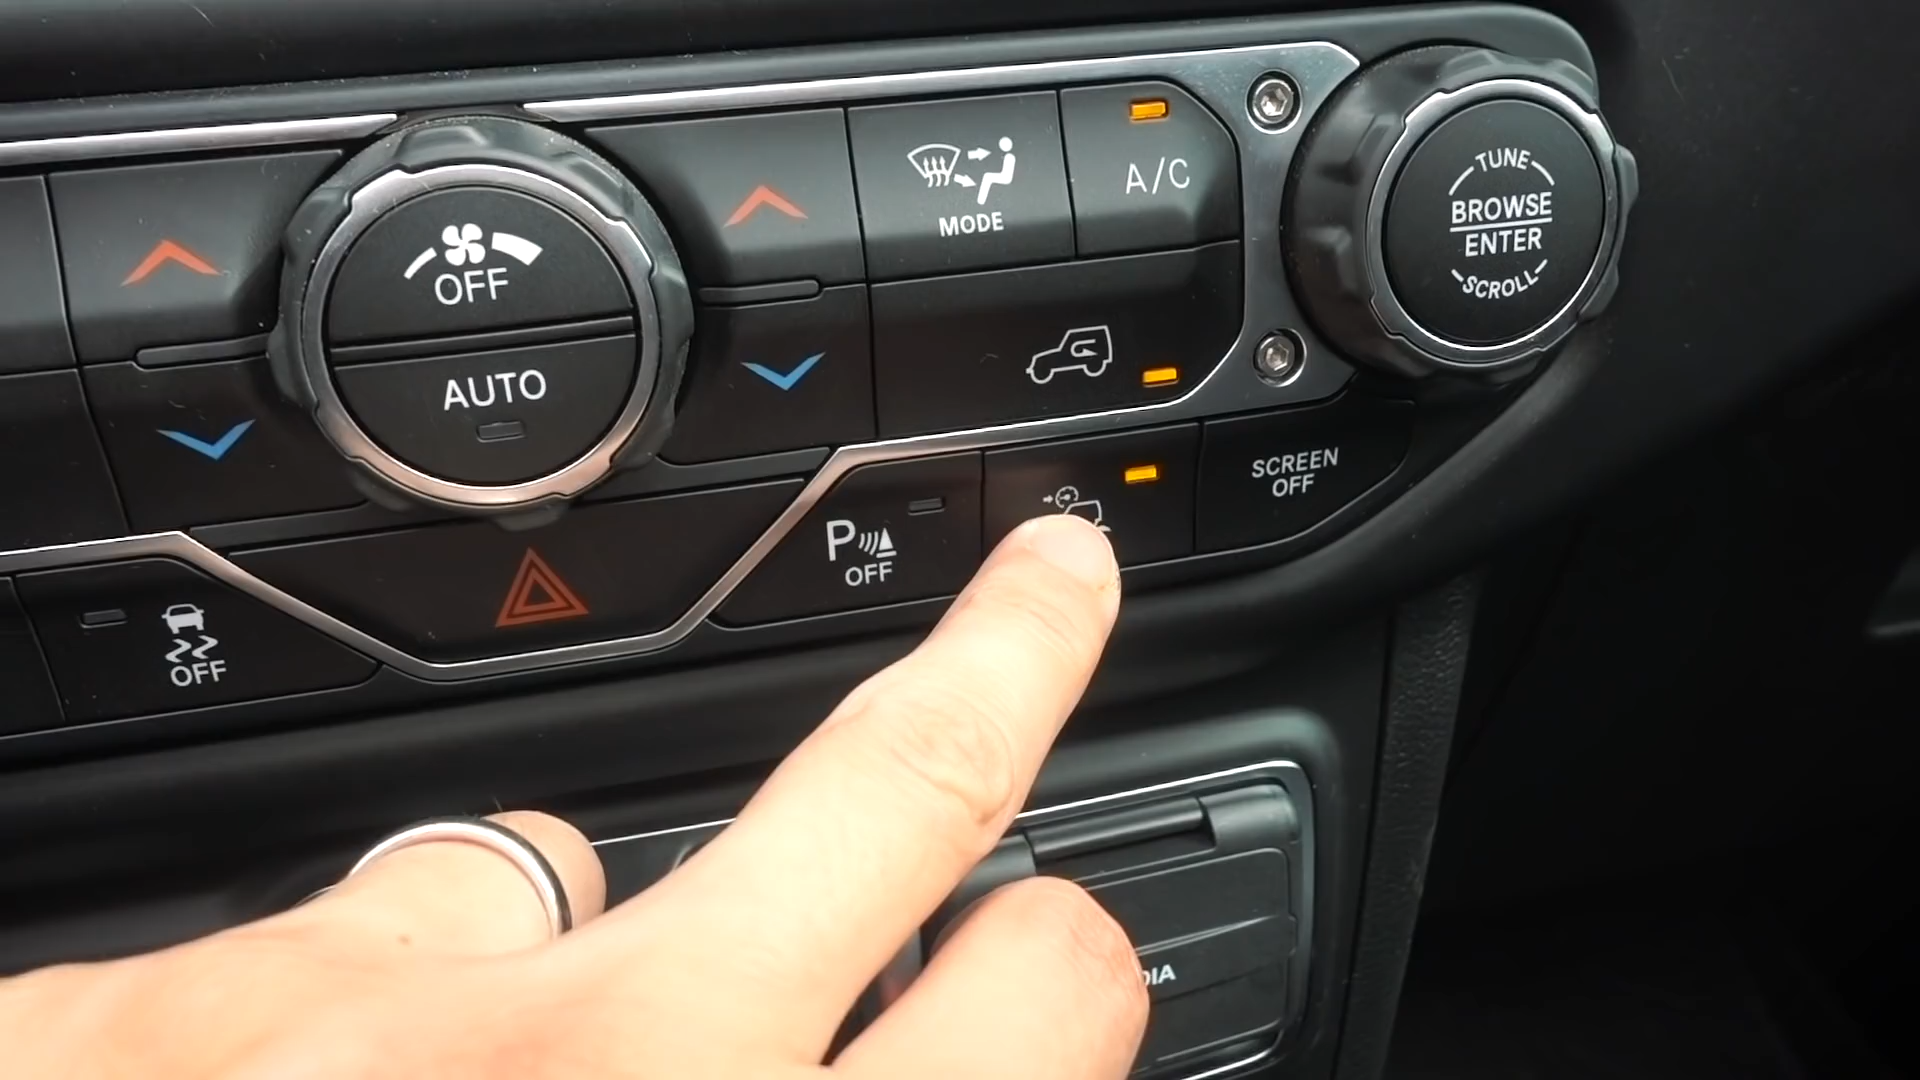 MODE
A/C
TUNE
BROWSE
ENTER
SCROLL
OFF
AUTO
SCREEN
OFF
P
OFF
OFF